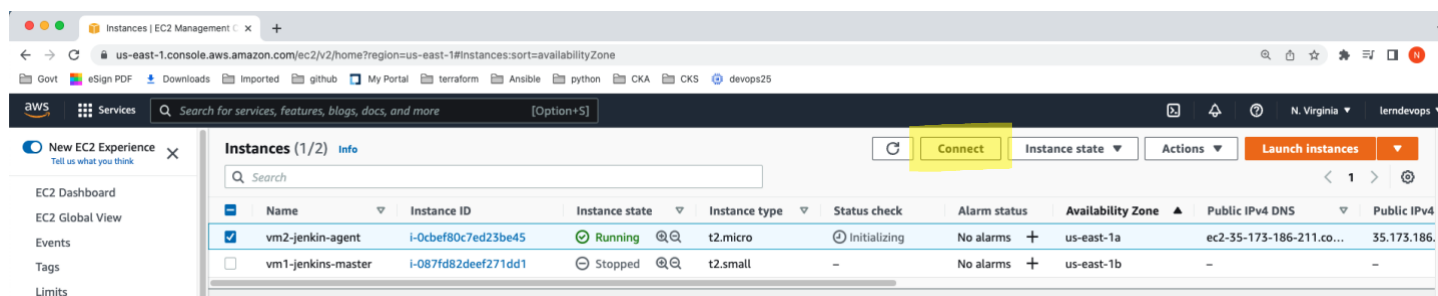 Instances | EC2 Management C
us-east-1.console.aws.amazon.com/ec2/v2/home?region=us-east-1#Instances:sort=availabilityZone
N
Govt eSign PDF Downloads Imported github My Portal terraform Ansible python CKA CKS devops25
aws Services Search for services, features, blogs, docs, and more [Option+S] N. Virginia lerndevops
New EC2 Experience
Tell us what you think
EC2 Dashboard
EC2 Global View
Events
Tags
Limits
Instances (1/2) Info Connect Instance state Actions Launch instances
Search 1
Name Instance ID Instance state Instance type Status check Alarm status Availability Zone Public IPv4 DNS Public IPv4
vm2-jenkin-agent i-0cbef80c7ed23be45 Running t2.micro Initializing No alarms + us-east-1a ec2-35-173-186-211.co... 35.173.186.
vm1-jenkins-master i-087fd82deef271dd1 Stopped t2.small – No alarms + us-east-1b – –